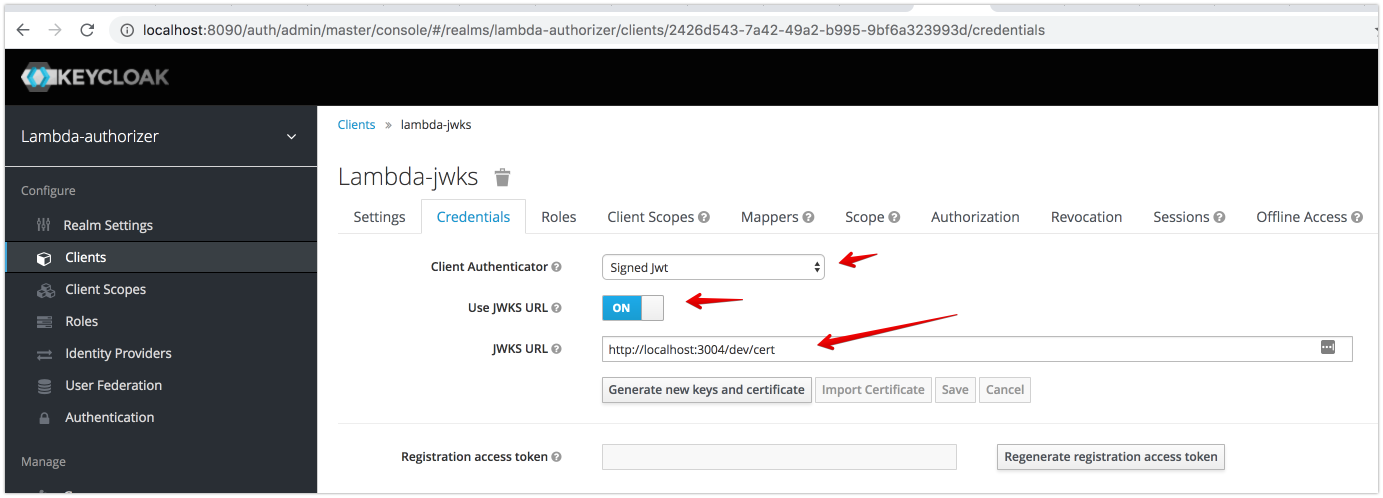 localhost:8090/auth/admin/master/console/#/realms/lambda-authorizer/clients/2426d543-7a42-49a2-b995-9bf6a323993d/credentials
KEYCLOAK
Lambda-authorizer
Configure
Realm Settings
Clients
Client Scopes
Roles
Identity Providers
User Federation
Authentication
Manage
Clients » lambda-jwks
Lambda-jwks
Settings Credentials Roles Client Scopes Mappers Scope Authorization Revocation Sessions Offline Access
Client Authenticator Signed Jwt
Use JWKS URL ON
JWKS URL http://localhost:3004/dev/cert
Generate new keys and certificate Import Certificate Save Cancel
Registration access token Regenerate registration access token